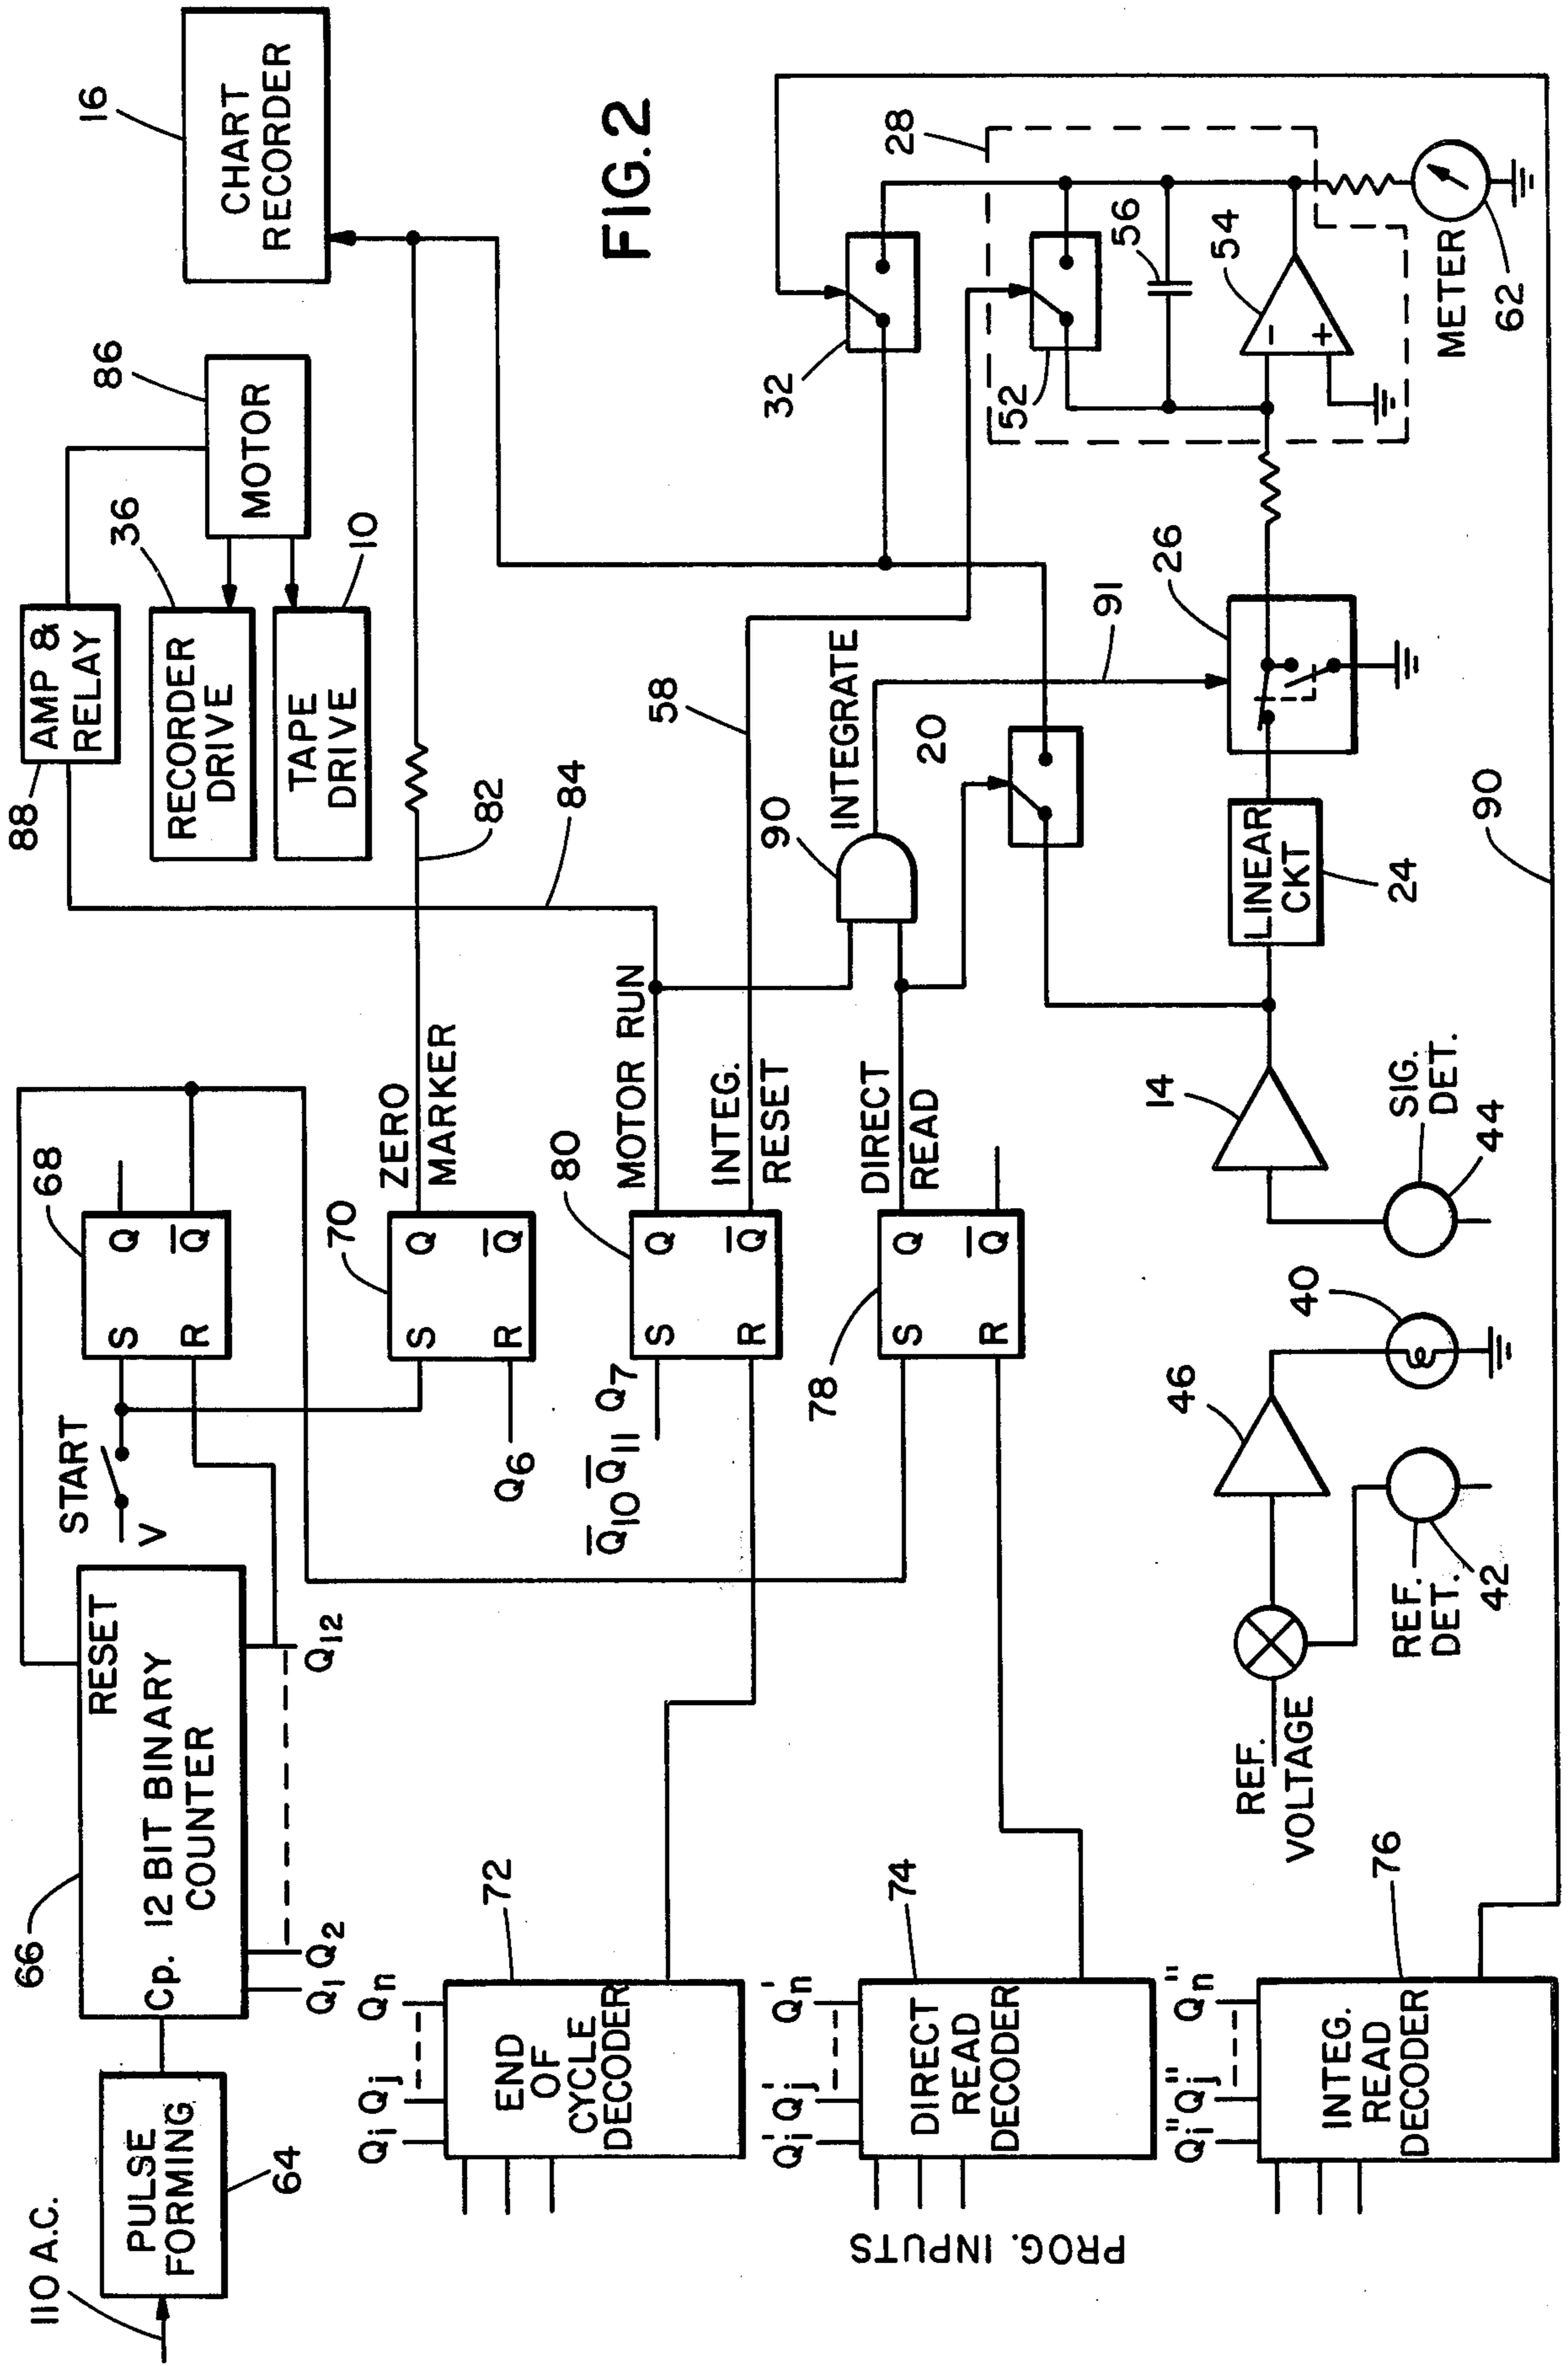 FIG.2
110 A.C.
PULSE
FORMING
64
66
Cp.
12 BIT BINARY
COUNTER
RESET
Q1
Q2
Q12
START
V
68
S
R
Q
Q̅
70
S
R
Q
Q̅
Q6
ZERO
MARKER
82
84
88
AMP &
RELAY
RECORDER
DRIVE
36
TAPE
DRIVE
10
MOTOR
86
CHART
RECORDER
16
72
Qi
Qj
Qn
END
OF
CYCLE
DECODER
Q̅10 Q̅11 Q7
80
S
R
Q
Q̅
MOTOR RUN
INTEG.
RESET
58
74
Q'i
Q'j
Q'n
DIRECT
READ
DECODER
78
S
R
Q
Q̅
DIRECT
READ
90
INTEGRATE
20
91
32
28
52
56
54
-
+
PROG. INPUTS
76
Q"i
Q"j
Q"n
INTEG.
READ
DECODER
REF.
VOLTAGE
46
40
REF.
DET.
42
14
SIG.
DET.
44
LINEAR
CKT
24
26
METER
62
90